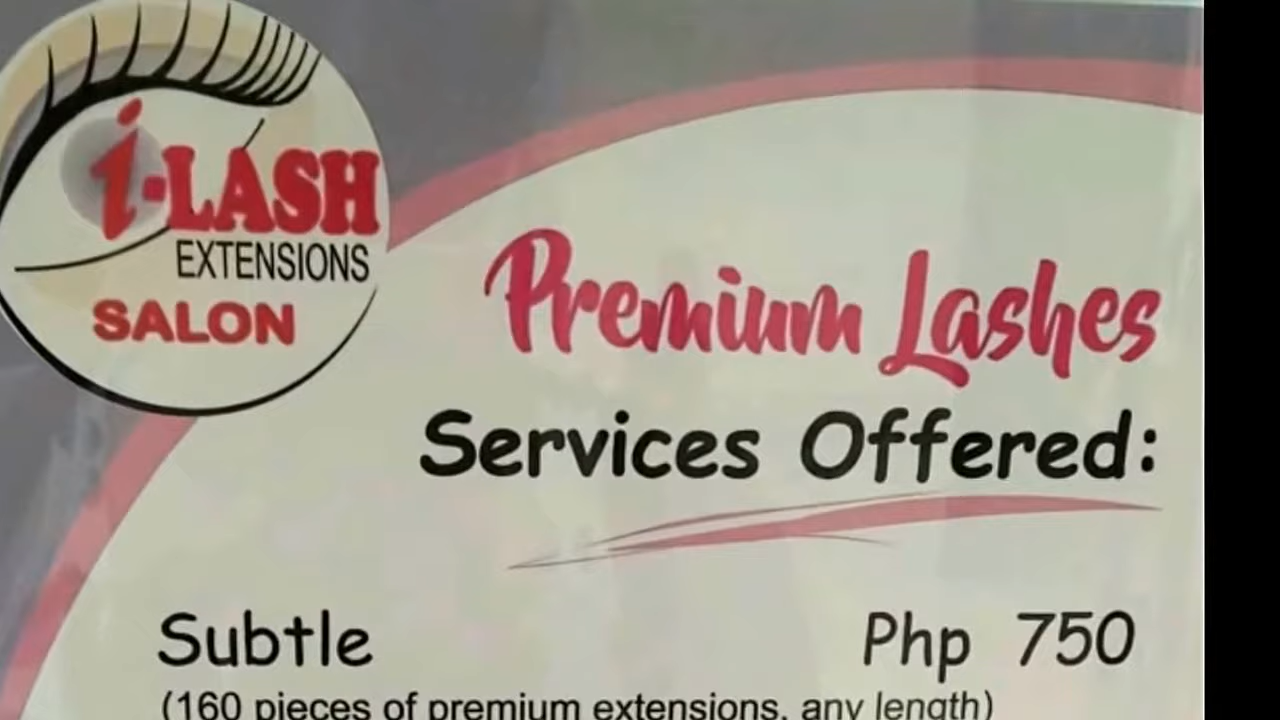 i-LASH
EXTENSIONS
SALON
Premium Lashes
Services Offered:
Subtle Php 750
(160 pieces of premium extensions, any length)